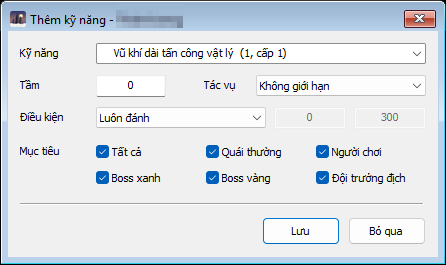 Thêm kỹ năng -
Kỹ năng Vũ khí dài tấn công vật lý (1, cấp 1)
Tầm 0 Tác vụ Không giới hạn
Điều kiện Luôn đánh 0 300
Mục tiêu Tất cả Quái thường Người chơi
Boss xanh Boss vàng Đội trưởng địch
Lưu Bỏ qua